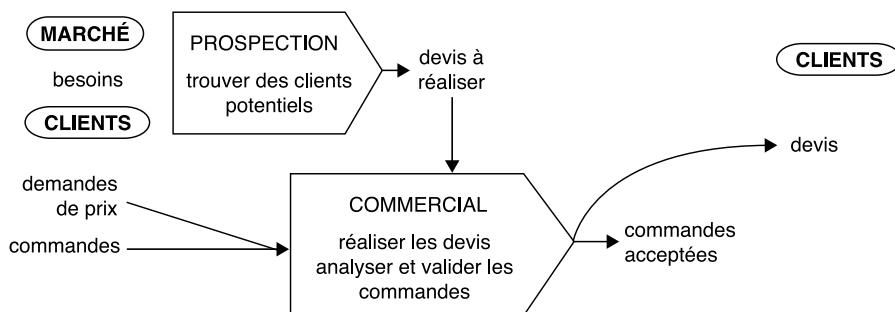 MARCHÉ
besoins
CLIENTS
PROSPECTION
trouver des clients
potentiels
devis à
réaliser
CLIENTS
devis
demandes
de prix
commandes
COMMERCIAL
réaliser les devis
analyser et valider les
commandes
commandes
acceptées